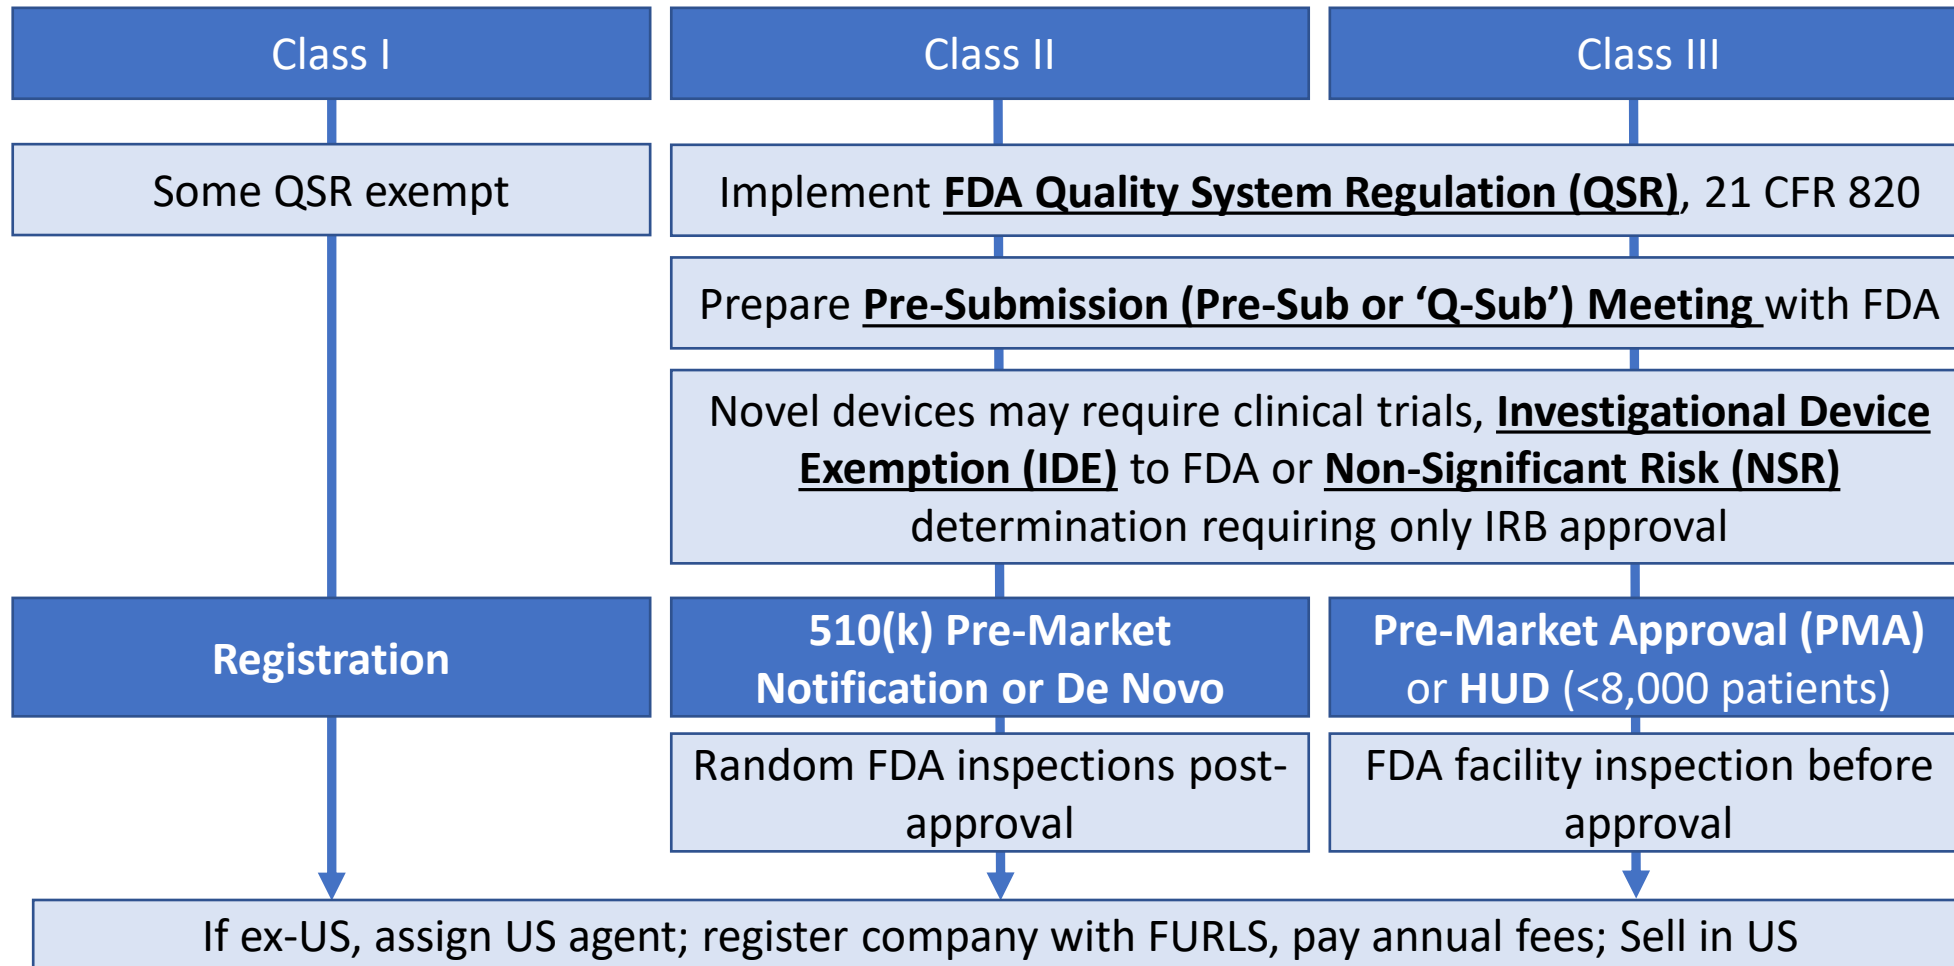 Class I
Class II
Class III
Some QSR exempt
Implement FDA Quality System Regulation (QSR), 21 CFR 820
Prepare Pre-Submission (Pre-Sub or ‘Q-Sub’) Meeting with FDA
Novel devices may require clinical trials, Investigational Device
Exemption (IDE) to FDA or Non-Significant Risk (NSR)
determination requiring only IRB approval
Registration
510(k) Pre-Market
Notification or De Novo
Pre-Market Approval (PMA)
or HUD (<8,000 patients)
Random FDA inspections post-
approval
FDA facility inspection before
approval
If ex-US, assign US agent; register company with FURLS, pay annual fees; Sell in US